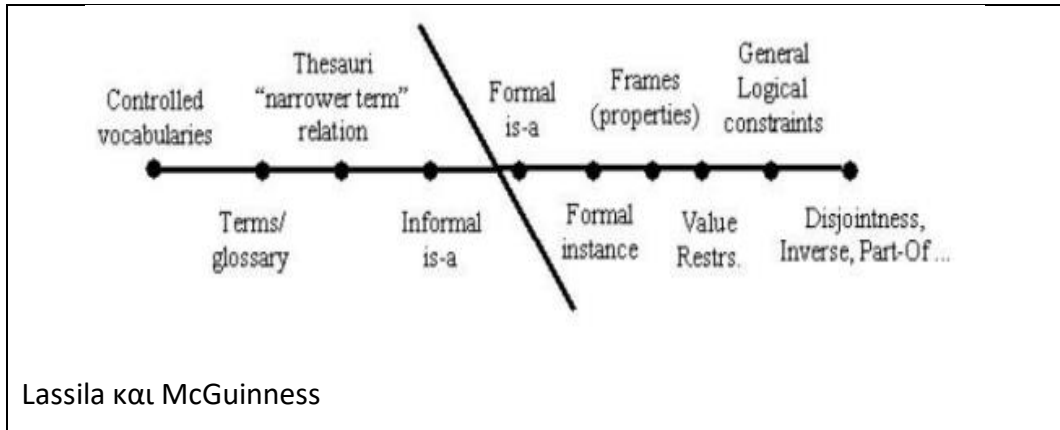 Controlled
vocabularies
Terms/
glossary
Thesauri
“narrower term”
relation
Informal
is-a
Formal
is-a
Formal
instance
Frames
(properties)
Value
Restrs.
General
Logical
constraints
Disjointness,
Inverse, Part-Of ...
Lassila και McGuinness